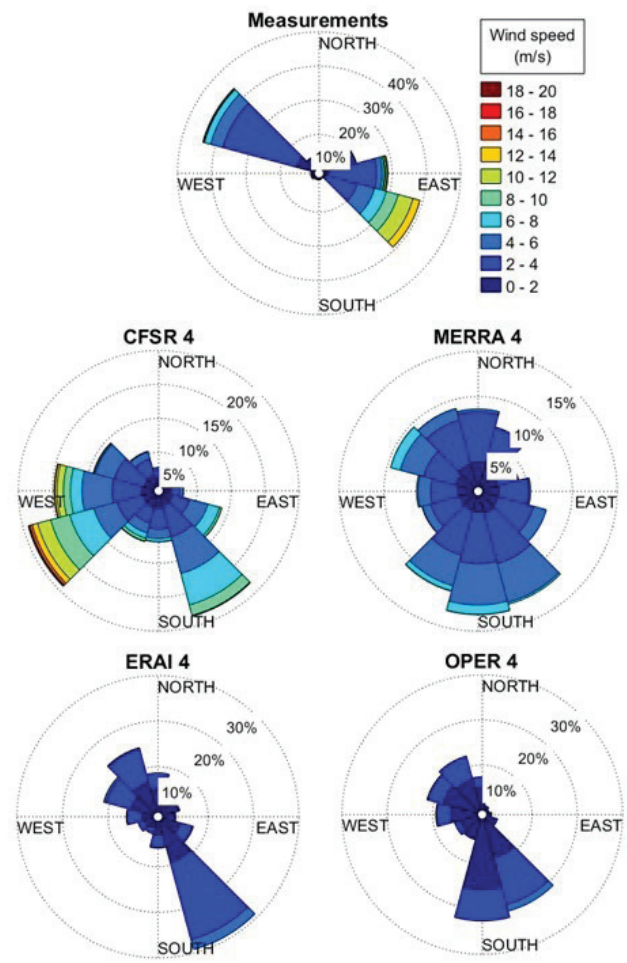 Measurements
NORTH
40%
30%
20%
10%
WEST
EAST
SOUTH
Wind speed
(m/s)
18 - 20
16 - 18
14 - 16
12 - 14
10 - 12
8 - 10
6 - 8
4 - 6
2 - 4
0 - 2
CFSR 4
NORTH
20%
15%
10%
5%
WEST
EAST
SOUTH
MERRA 4
NORTH
15%
10%
5%
WEST
EAST
SOUTH
ERAI 4
NORTH
30%
20%
10%
WEST
EAST
SOUTH
OPER 4
NORTH
30%
20%
10%
WEST
EAST
SOUTH